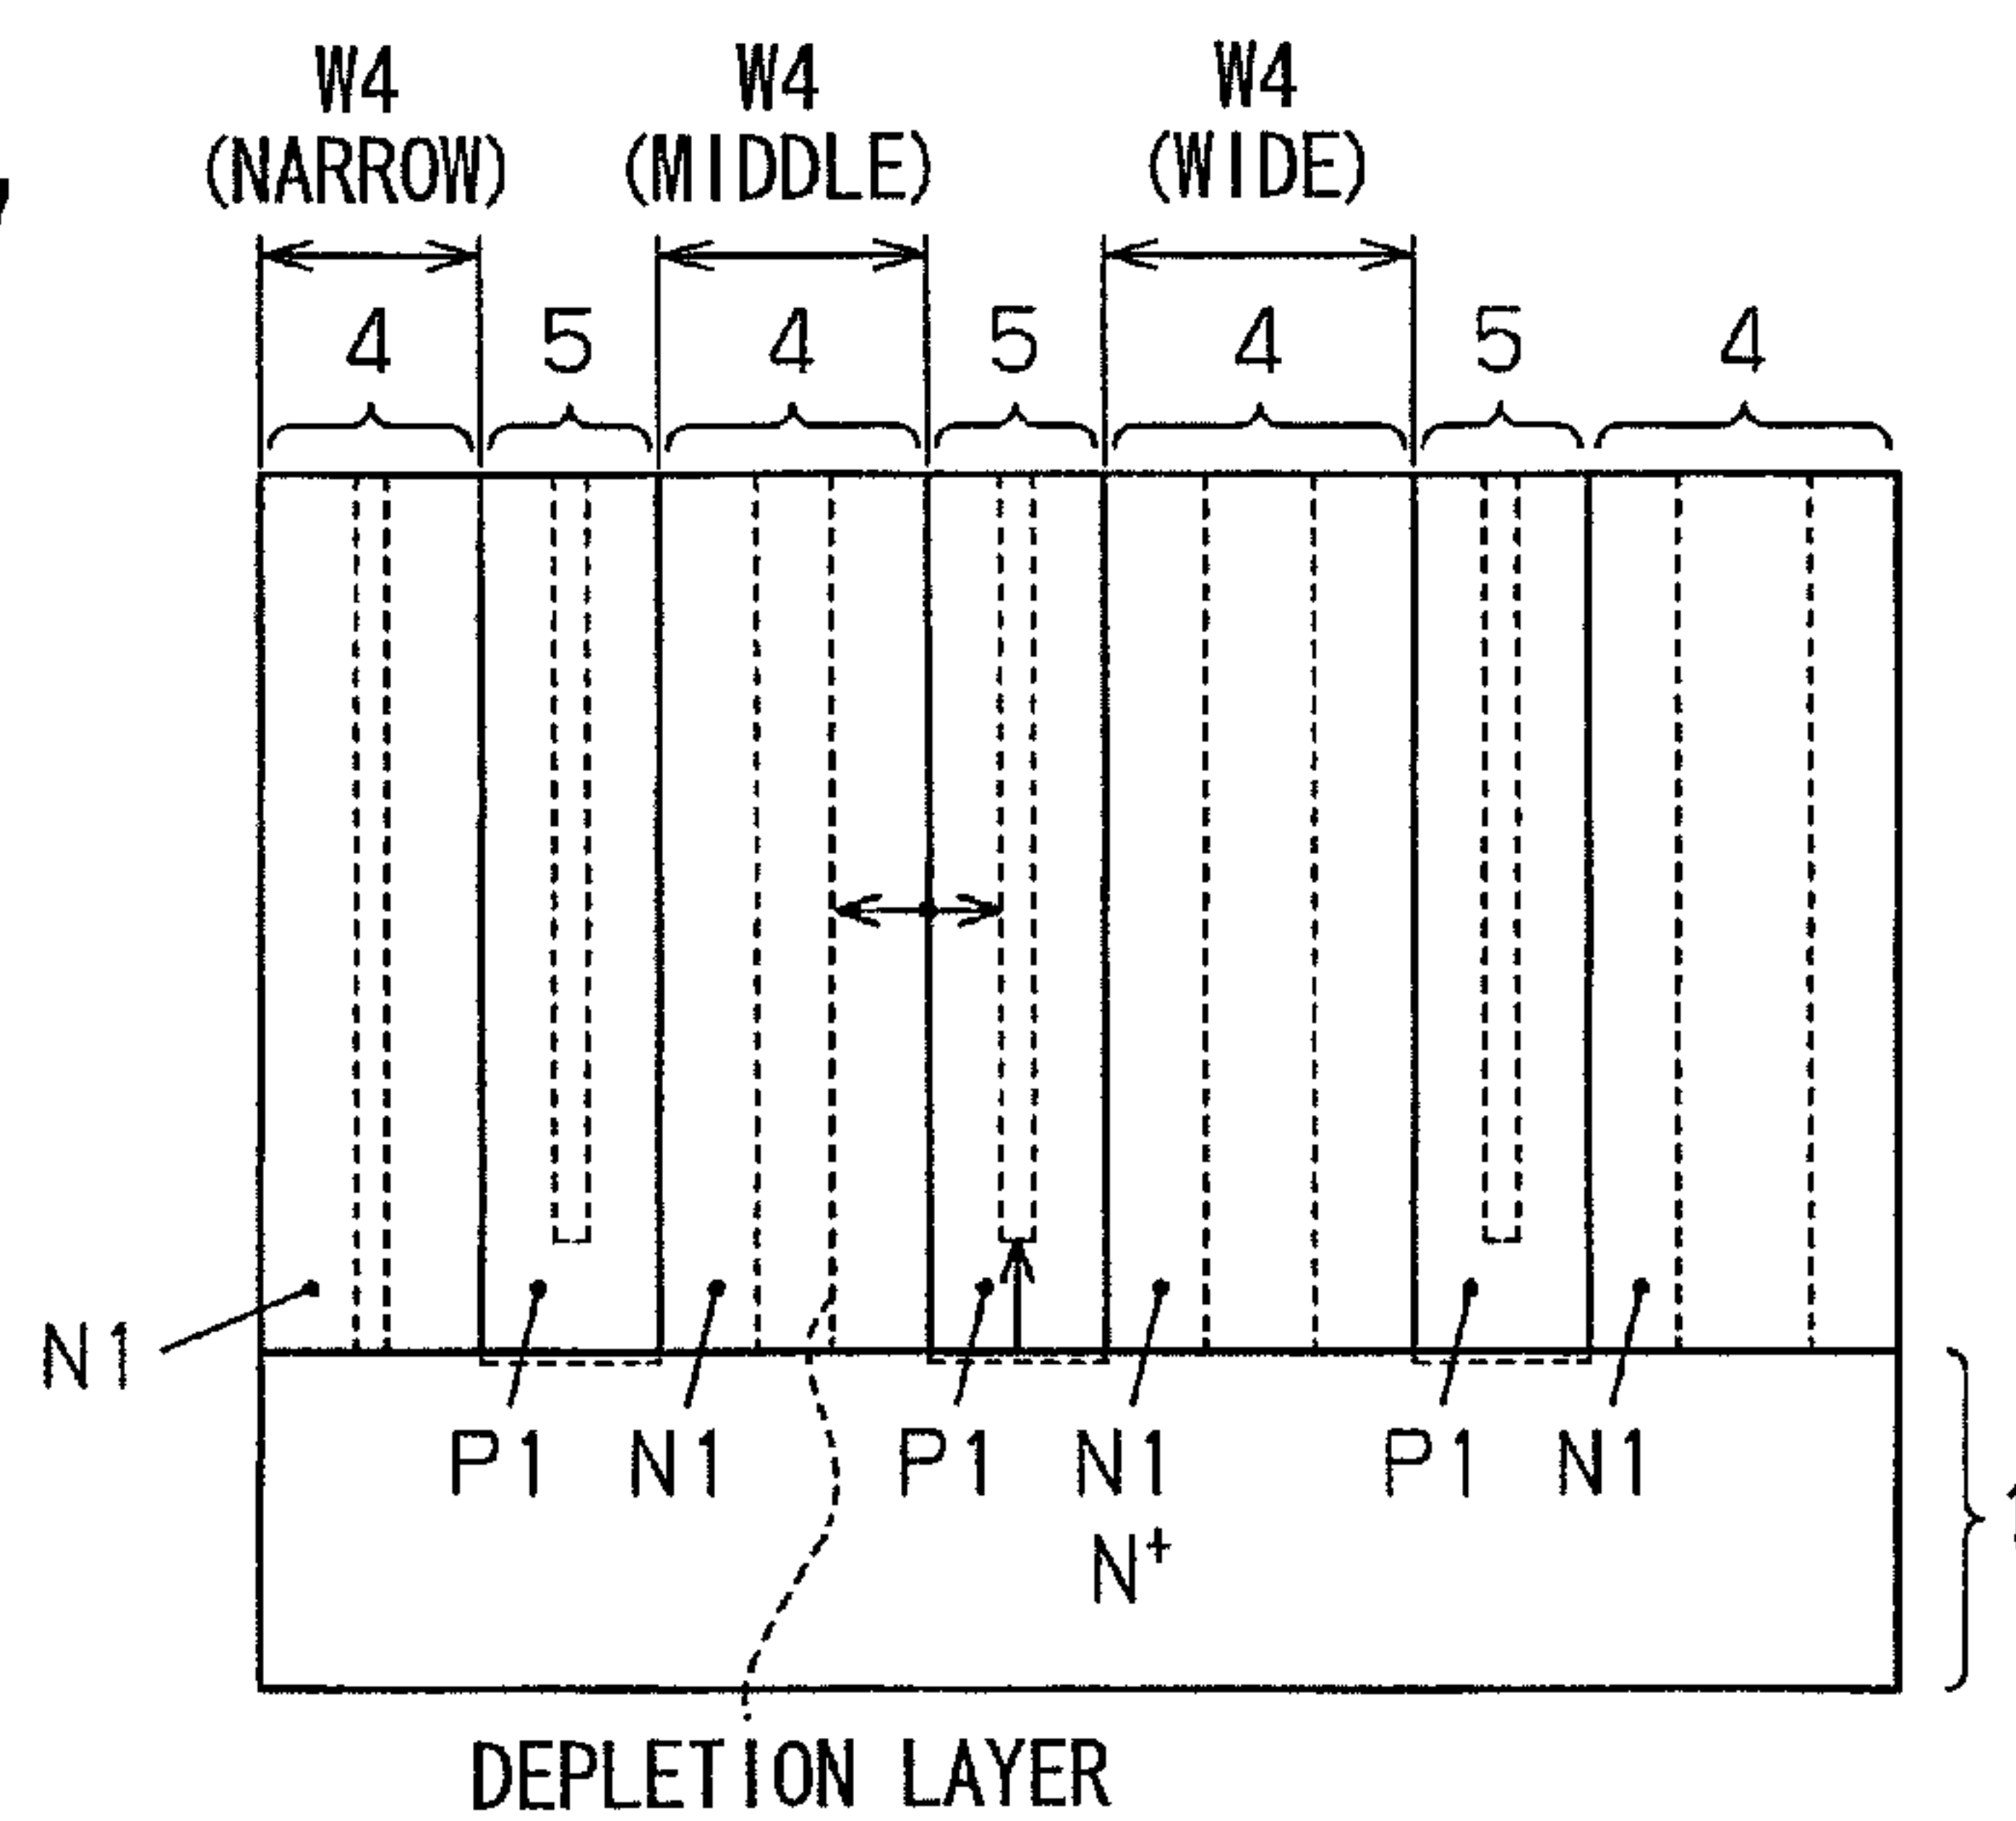 W4 W4 W4
(NARROW) (MIDDLE) (WIDE)
4 5 4 5 4 5 4
N1
P1 N1 P1 N1 P1 N1
N+
DEPLETION LAYER